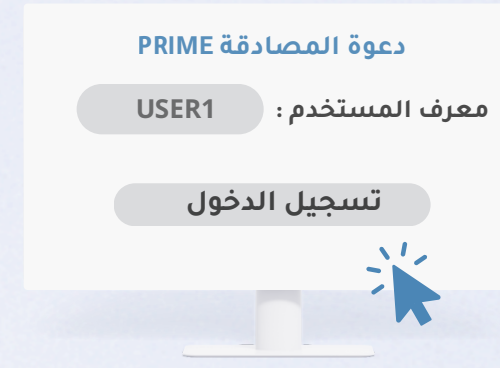 دعوة المصادقة PRIME
معرف المستخدم : USER1
تسجيل الدخول